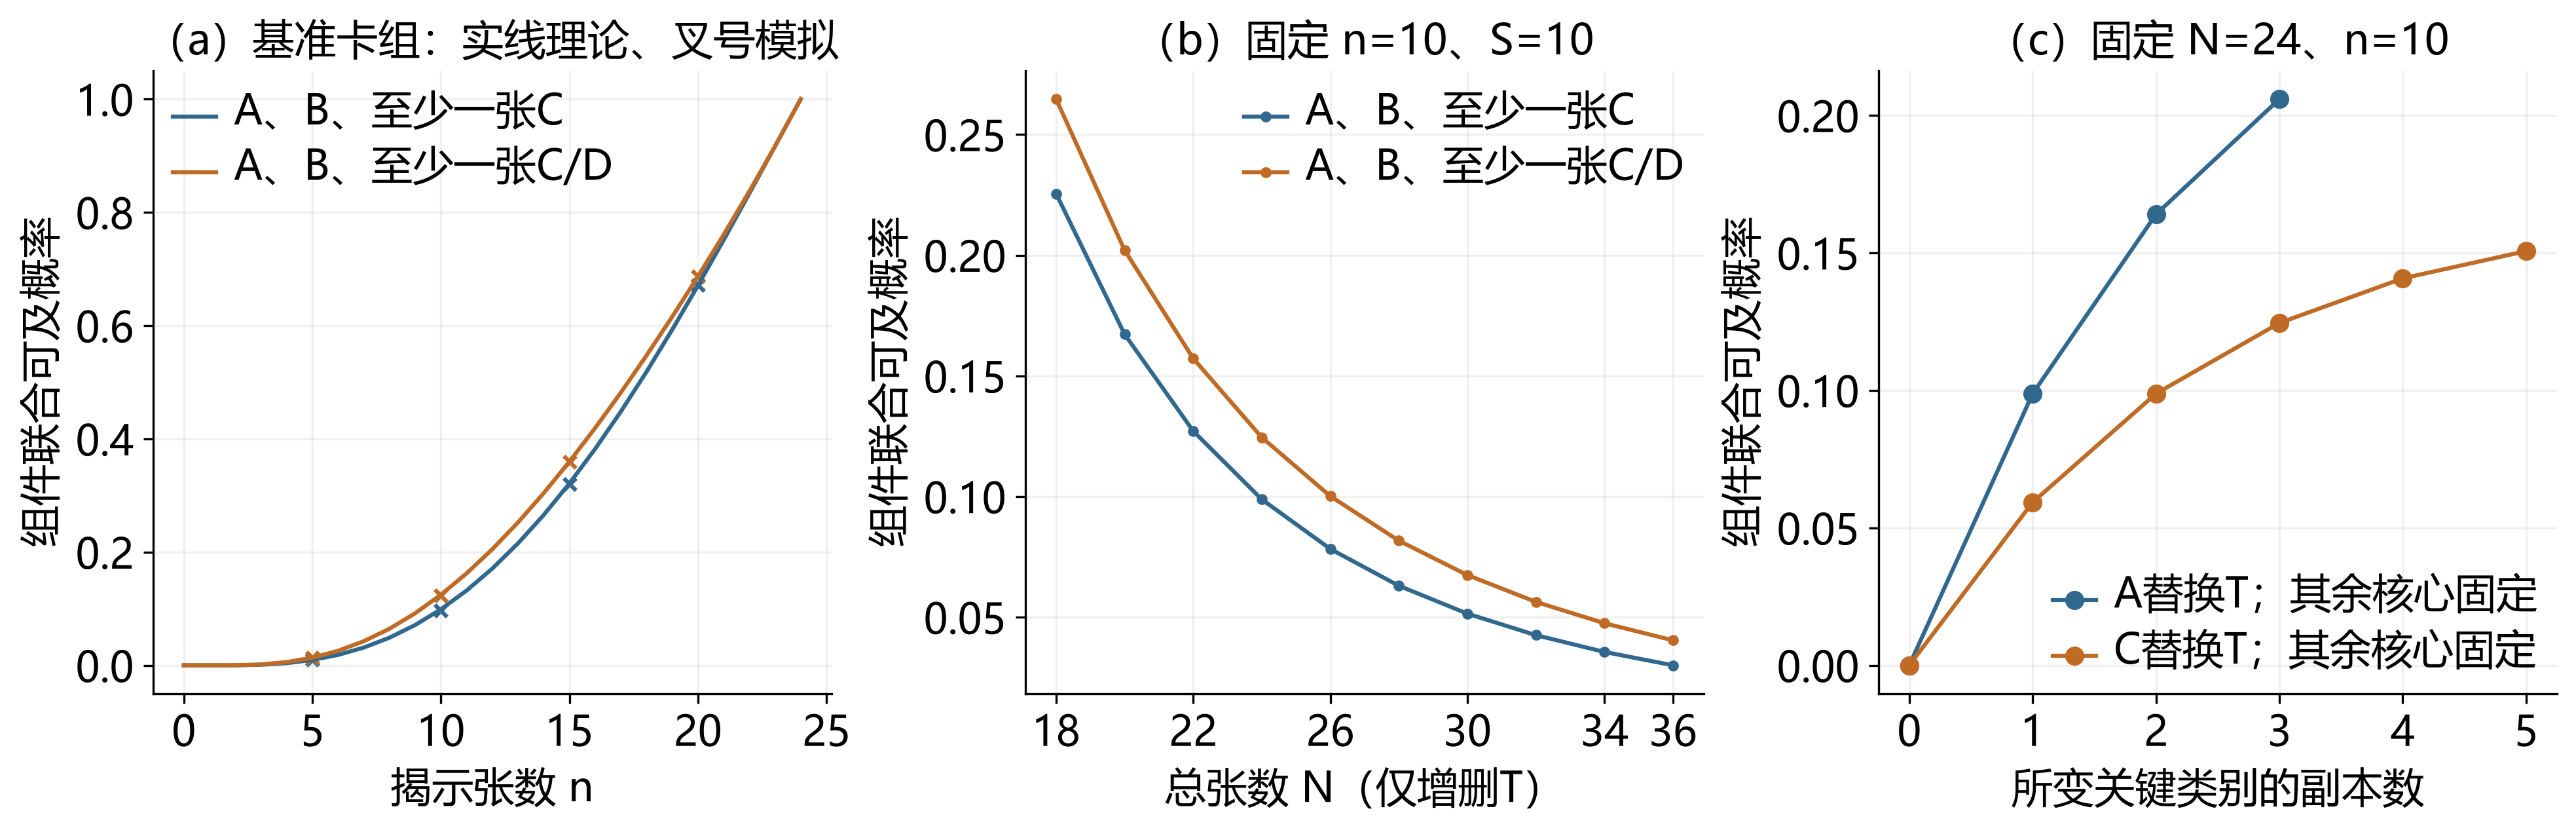 （a）基准卡组：实线理论、叉号模拟
A、B、至少一张C
A、B、至少一张C/D
组件联合可及概率
1.0
0.8
0.6
0.4
0.2
0.0
0 5 10 15 20 25
揭示张数 n
（b）固定 n=10、S=10
A、B、至少一张C
A、B、至少一张C/D
组件联合可及概率
0.25
0.20
0.15
0.10
0.05
18 22 26 30 34 36
总张数 N（仅增删T）
（c）固定 N=24、n=10
组件联合可及概率
0.20
0.15
0.10
0.05
0.00
A替换T；其余核心固定
C替换T；其余核心固定
0 1 2 3 4 5
所变关键类别的副本数